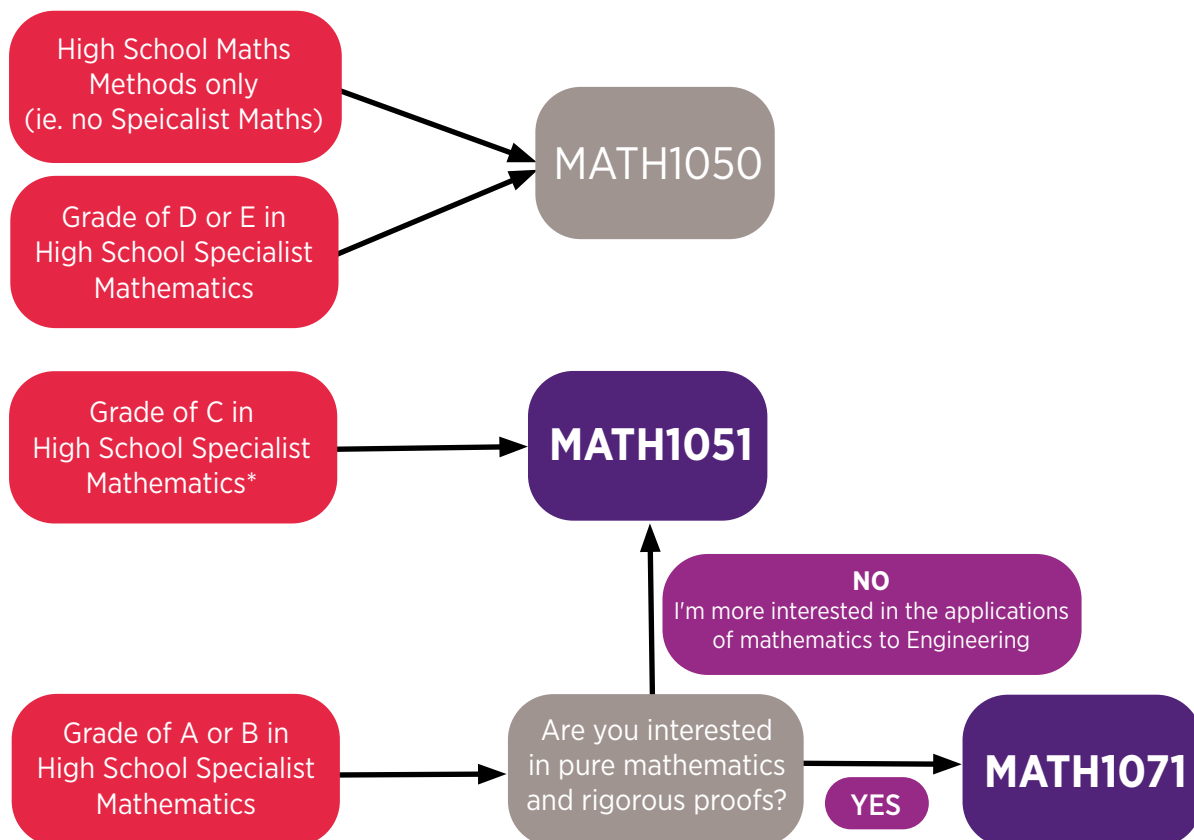 High School Maths
Methods only
(ie. no Speicalist Maths)
MATH1050
Grade of D or E in
High School Specialist
Mathematics
Grade of C in
High School Specialist
Mathematics*
MATH1051
NO
I'm more interested in the applications
of mathematics to Engineering
Grade of A or B in
High School Specialist
Mathematics
Are you interested
in pure mathematics
and rigorous proofs?
YES
MATH1071